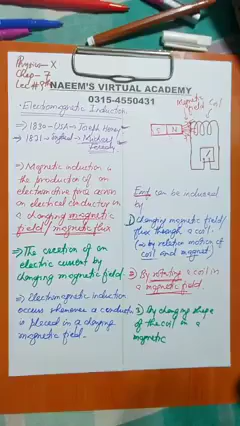 Physics-X
Chap - 7
Lect # 1
NAEEM'S VIRTUAL ACADEMY
0315-4550431
Electromagnetic Induction
⇒ 1830 - USA → Joseph Henry
⇒ 1831 - England → Michael
Faraday
Magnetic field
Coil
S N
⇒ Magnetic induction is
the production of an
electromotive force across
an electrical conductor in
a changing magnetic
field / magnetic flux
⇒ The creation of an
electric current by
changing magnetic field.
⇒ Electromagnetic induction
occurs whenever a conductor
is placed in a changing
magnetic field.
Emf can be induced
by
1) changing magnetic field/
flux through a coil.
(⇒ by relative motion of
coil and magnet)
2) By rotating a coil in
a magnetic field.
3) By changing shape
of the coil in a
magnetic